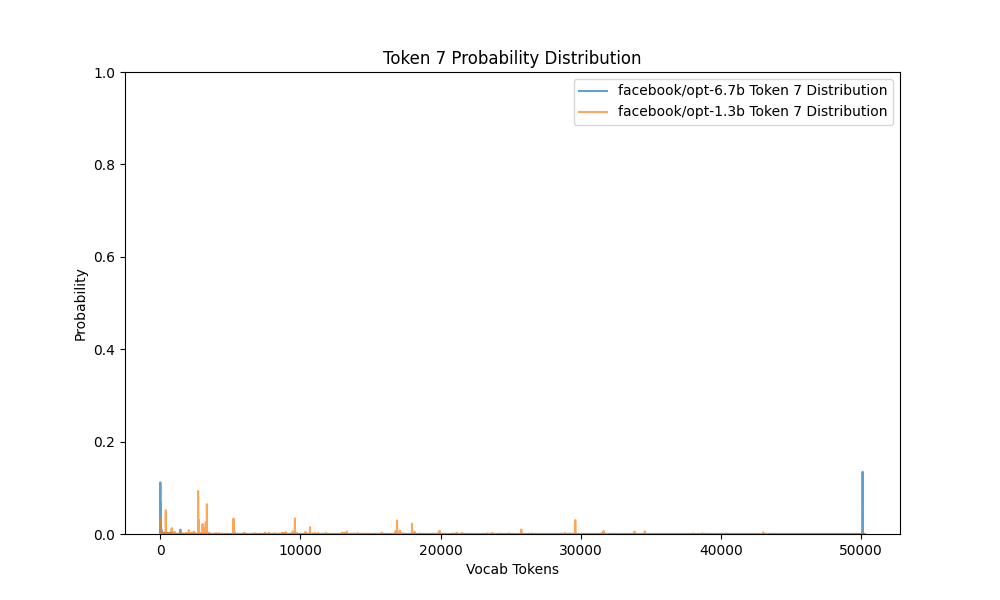 Token 7 Probability Distribution
facebook/opt-6.7b Token 7 Distribution
facebook/opt-1.3b Token 7 Distribution
1.0
0.8
0.6
0.4
0.2
0.0
Probability
0 10000 20000 30000 40000 50000
Vocab Tokens